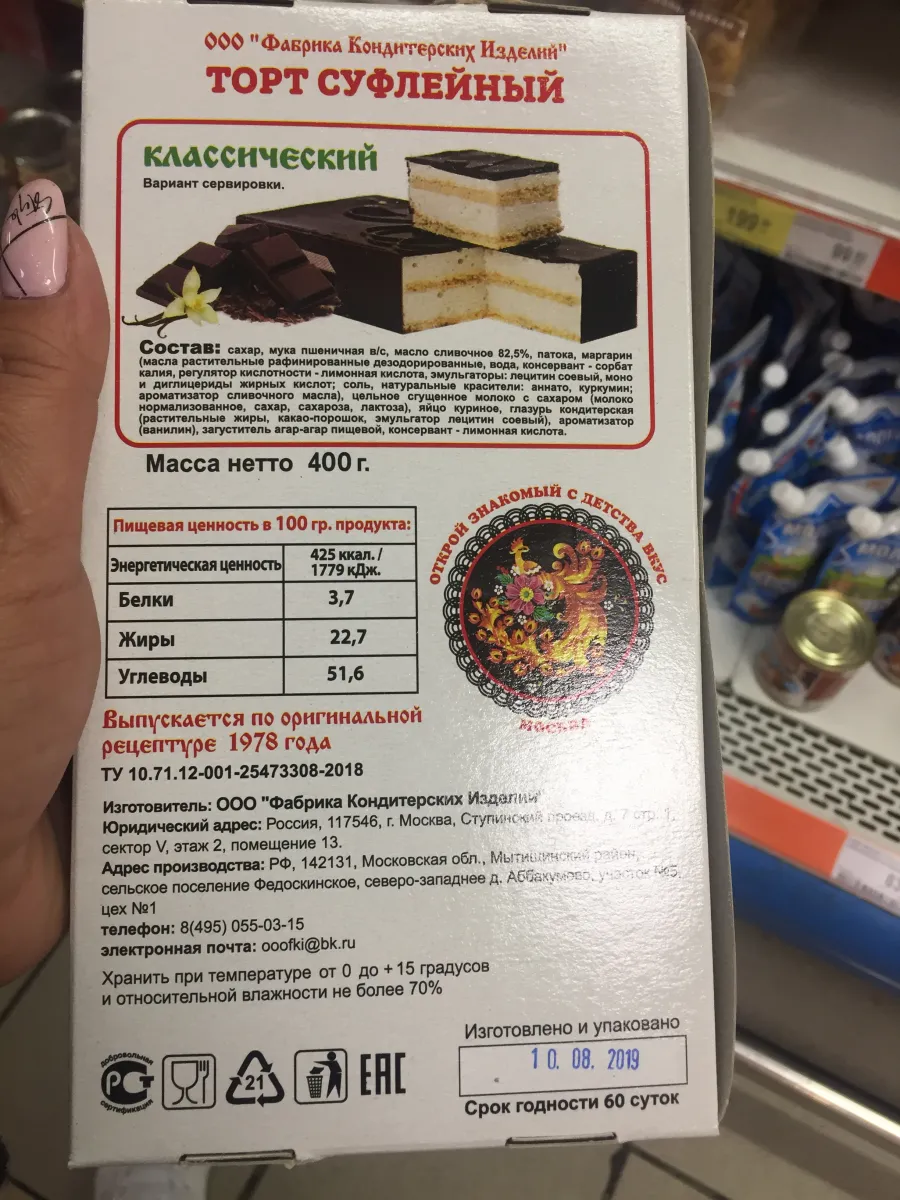 ООО "Фабрика Кондитерских Изделий"
ТОРТ СУФЛЕЙНЫЙ
КЛАССИЧЕСКИЙ
Вариант сервировки.
Состав: сахар, мука пшеничная в/с, масло сливочное 82,5%, патока, маргарин
(масла растительные рафинированные дезодорированные, вода, консервант - сорбат
калия, регулятор кислотности - лимонная кислота, эмульгаторы: лецитин соевый, моно
и диглицериды жирных кислот; соль, натуральные красители: аннато, куркумин;
ароматизатор сливочного масла), цельное сгущенное молоко с сахаром (молоко
нормализованное, сахар, сахароза, лактоза), яйцо куриное, глазурь кондитерская
(растительные жиры, какао-порошок, эмульгатор лецитин соевый), ароматизатор
(ванилин), загуститель агар-агар пищевой, консервант - лимонная кислота.
Масса нетто 400 г.
Пищевая ценность в 100 гр. продукта:
Энергетическая ценность 425 ккал. /
1779 кДж.
Белки 3,7
Жиры 22,7
Углеводы 51,6
ОТКРОЙ ЗНАКОМЫЙ С ДЕТСТВА ВКУС
МОСКВА
Выпускается по оригинальной
рецептуре 1978 года
ТУ 10.71.12-001-25473308-2018
Изготовитель: ООО "Фабрика Кондитерских Изделий"
Юридический адрес: Россия, 117546, г. Москва, Ступинский проезд, д. 7 стр. 1,
сектор V, этаж 2, помещение 13.
Адрес производства: РФ, 142131, Московская обл., Мытищинский район,
сельское поселение Федоскинское, северо-западнее д. Аббакумово, участок №5,
цех №1
телефон: 8(495) 055-03-15
электронная почта: ooofki@bk.ru
Хранить при температуре от 0 до +15 градусов
и относительной влажности не более 70%
Изготовлено и упаковано
10. 08. 2019
Срок годности 60 суток
добровольная
РСТ
сертификация
21
ЕАС
199
99